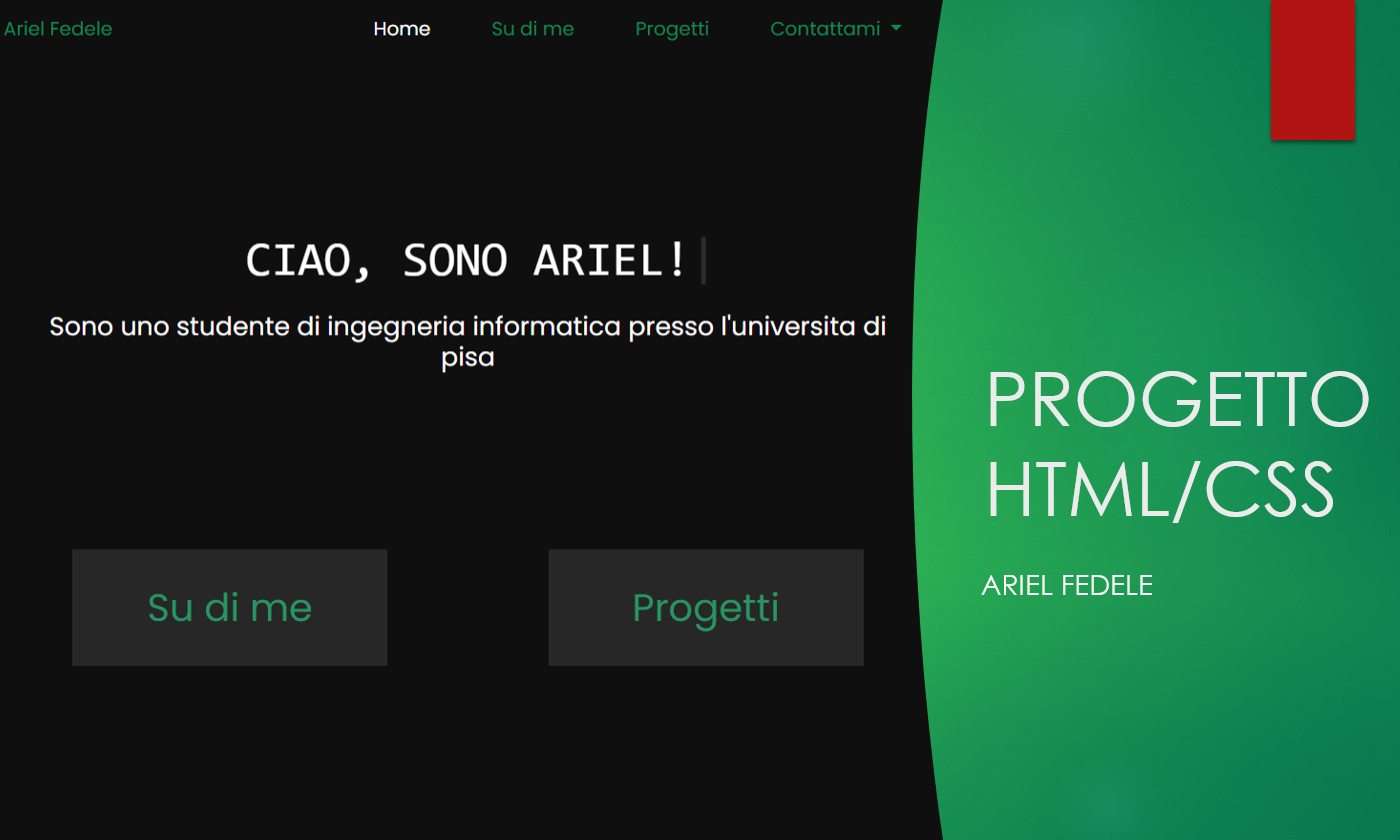 Ariel Fedele Home Su di me Progetti Contattami
CIAO, SONO ARIEL!
Sono uno studente di ingegneria informatica presso l'universita di
pisa
Su di me Progetti
PROGETTO
HTML/CSS
ARIEL FEDELE